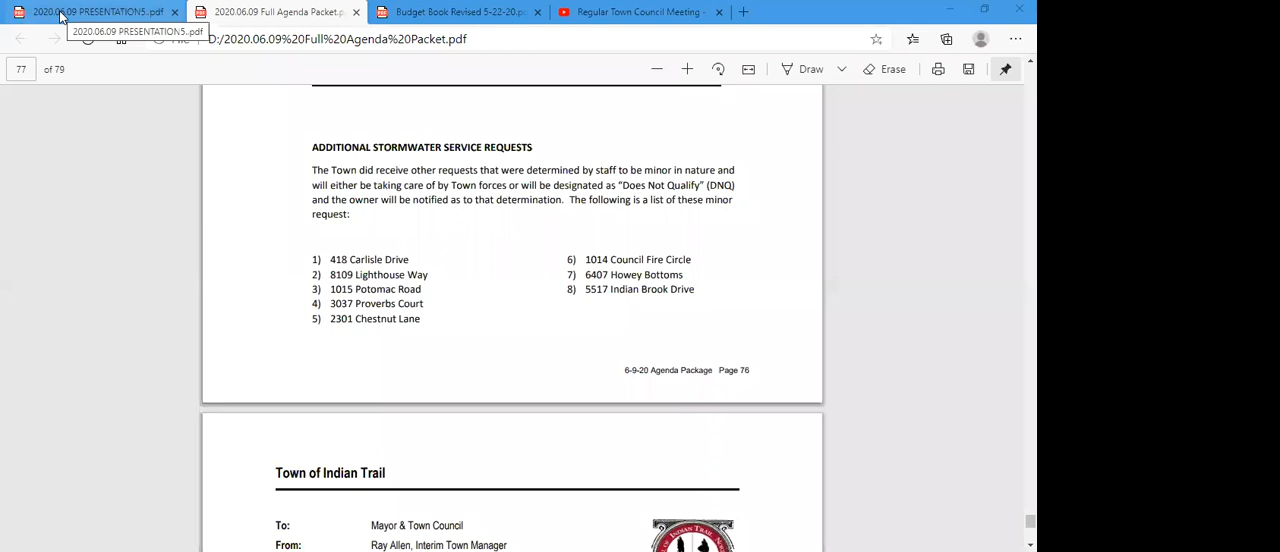 2020.06.09 PRESENTATION5.pdf
2020.06.09 Full Agenda Packet.p
Budget Book Revised 5-22-20.pd
Regular Town Council Meeting -
2020.06.09 PRESENTATION5.pdf
D:/2020.06.09%20Full%20Agenda%20Packet.pdf
77 of 79
Draw
Erase
ADDITIONAL STORMWATER SERVICE REQUESTS
The Town did receive other requests that were determined by staff to be minor in nature and
will either be taking care of by Town forces or will be designated as “Does Not Qualify” (DNQ)
and the owner will be notified as to that determination. The following is a list of these minor
request:
1) 418 Carlisle Drive
2) 8109 Lighthouse Way
3) 1015 Potomac Road
4) 3037 Proverbs Court
5) 2301 Chestnut Lane
6) 1014 Council Fire Circle
7) 6407 Howey Bottoms
8) 5517 Indian Brook Drive
6-9-20 Agenda Package Page 76
Town of Indian Trail
To: Mayor & Town Council
From: Ray Allen, Interim Town Manager